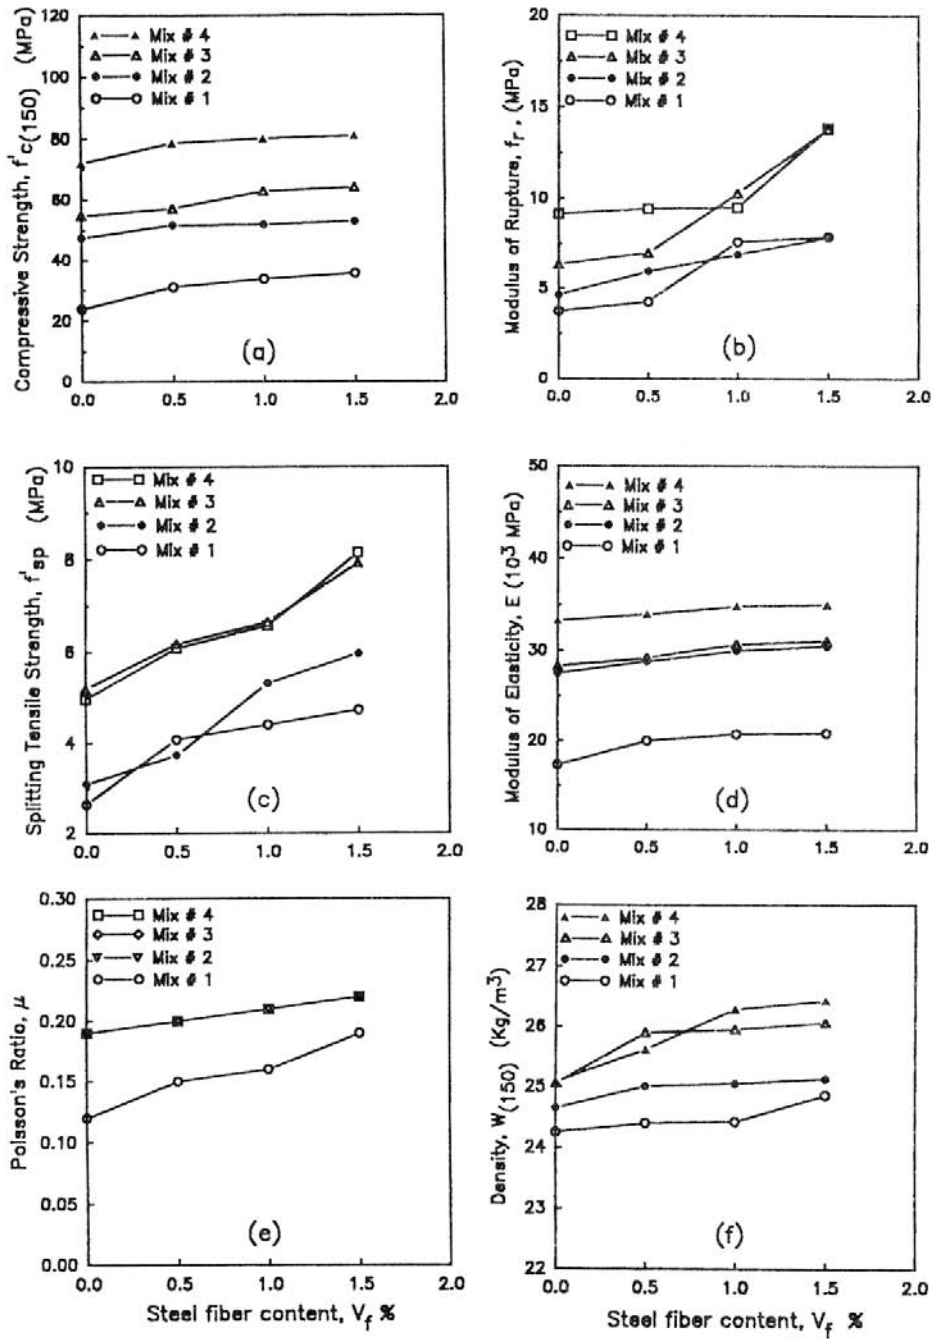 Compressive Strength, f'c(150) (MPa)
120
100
80
60
40
20
0
Mix # 4
Mix # 3
Mix # 2
Mix # 1
(a)
0.0 0.5 1.0 1.5 2.0
Modulus of Rupture, fr, (MPa)
20
15
10
5
0
Mix # 4
Mix # 3
Mix # 2
Mix # 1
(b)
0.0 0.5 1.0 1.5 2.0
Splitting Tensile Strength, f'sp (MPa)
10
8
6
4
2
Mix # 4
Mix # 3
Mix # 2
Mix # 1
(c)
0.0 0.5 1.0 1.5 2.0
Modulus of Elasticity, E (10³ MPa)
50
40
30
20
10
Mix # 4
Mix # 3
Mix # 2
Mix # 1
(d)
0.0 0.5 1.0 1.5 2.0
Poisson's Ratio, μ
0.30
0.25
0.20
0.15
0.10
0.05
0.00
Mix # 4
Mix # 3
Mix # 2
Mix # 1
(e)
0.0 0.5 1.0 1.5 2.0
Steel fiber content, Vf %
Density, W(150) (Kg/m³)
28
27
26
25
24
23
22
Mix # 4
Mix # 3
Mix # 2
Mix # 1
(f)
0.0 0.5 1.0 1.5 2.0
Steel fiber content, Vf %